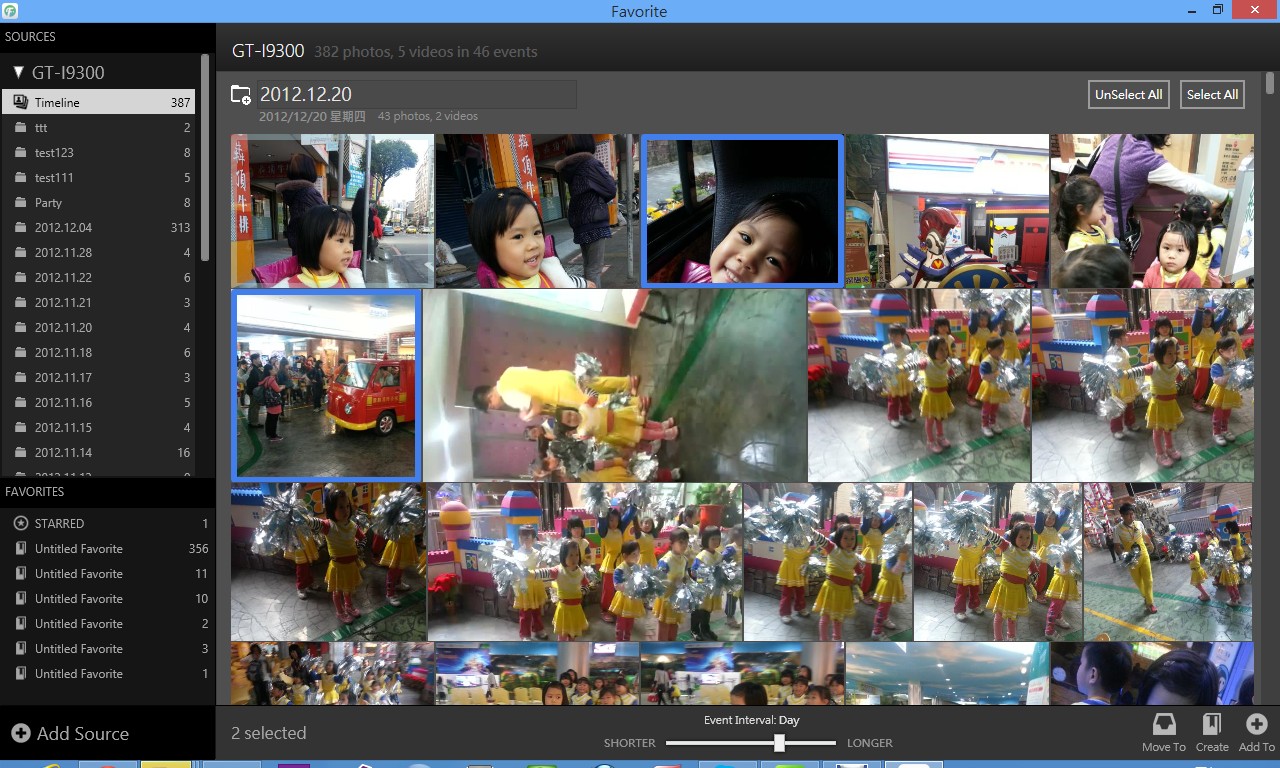 Favorite
SOURCES
GT-I9300
Timeline 387
ttt 2
test123 8
test111 5
Party 8
2012.12.04 313
2012.11.28 4
2012.11.22 6
2012.11.21 3
2012.11.20 4
2012.11.18 6
2012.11.17 3
2012.11.16 5
2012.11.15 4
2012.11.14 16
FAVORITES
STARRED 1
Untitled Favorite 356
Untitled Favorite 11
Untitled Favorite 10
Untitled Favorite 2
Untitled Favorite 3
Untitled Favorite 1
Add Source
GT-I9300 382 photos, 5 videos in 46 events
2012.12.20
UnSelect All
Select All
2012/12/20 星期四 43 photos, 2 videos
頂
牛
排
頂
牛
排
2 selected
Event Interval: Day
SHORTER
LONGER
Move To
Create
Add To